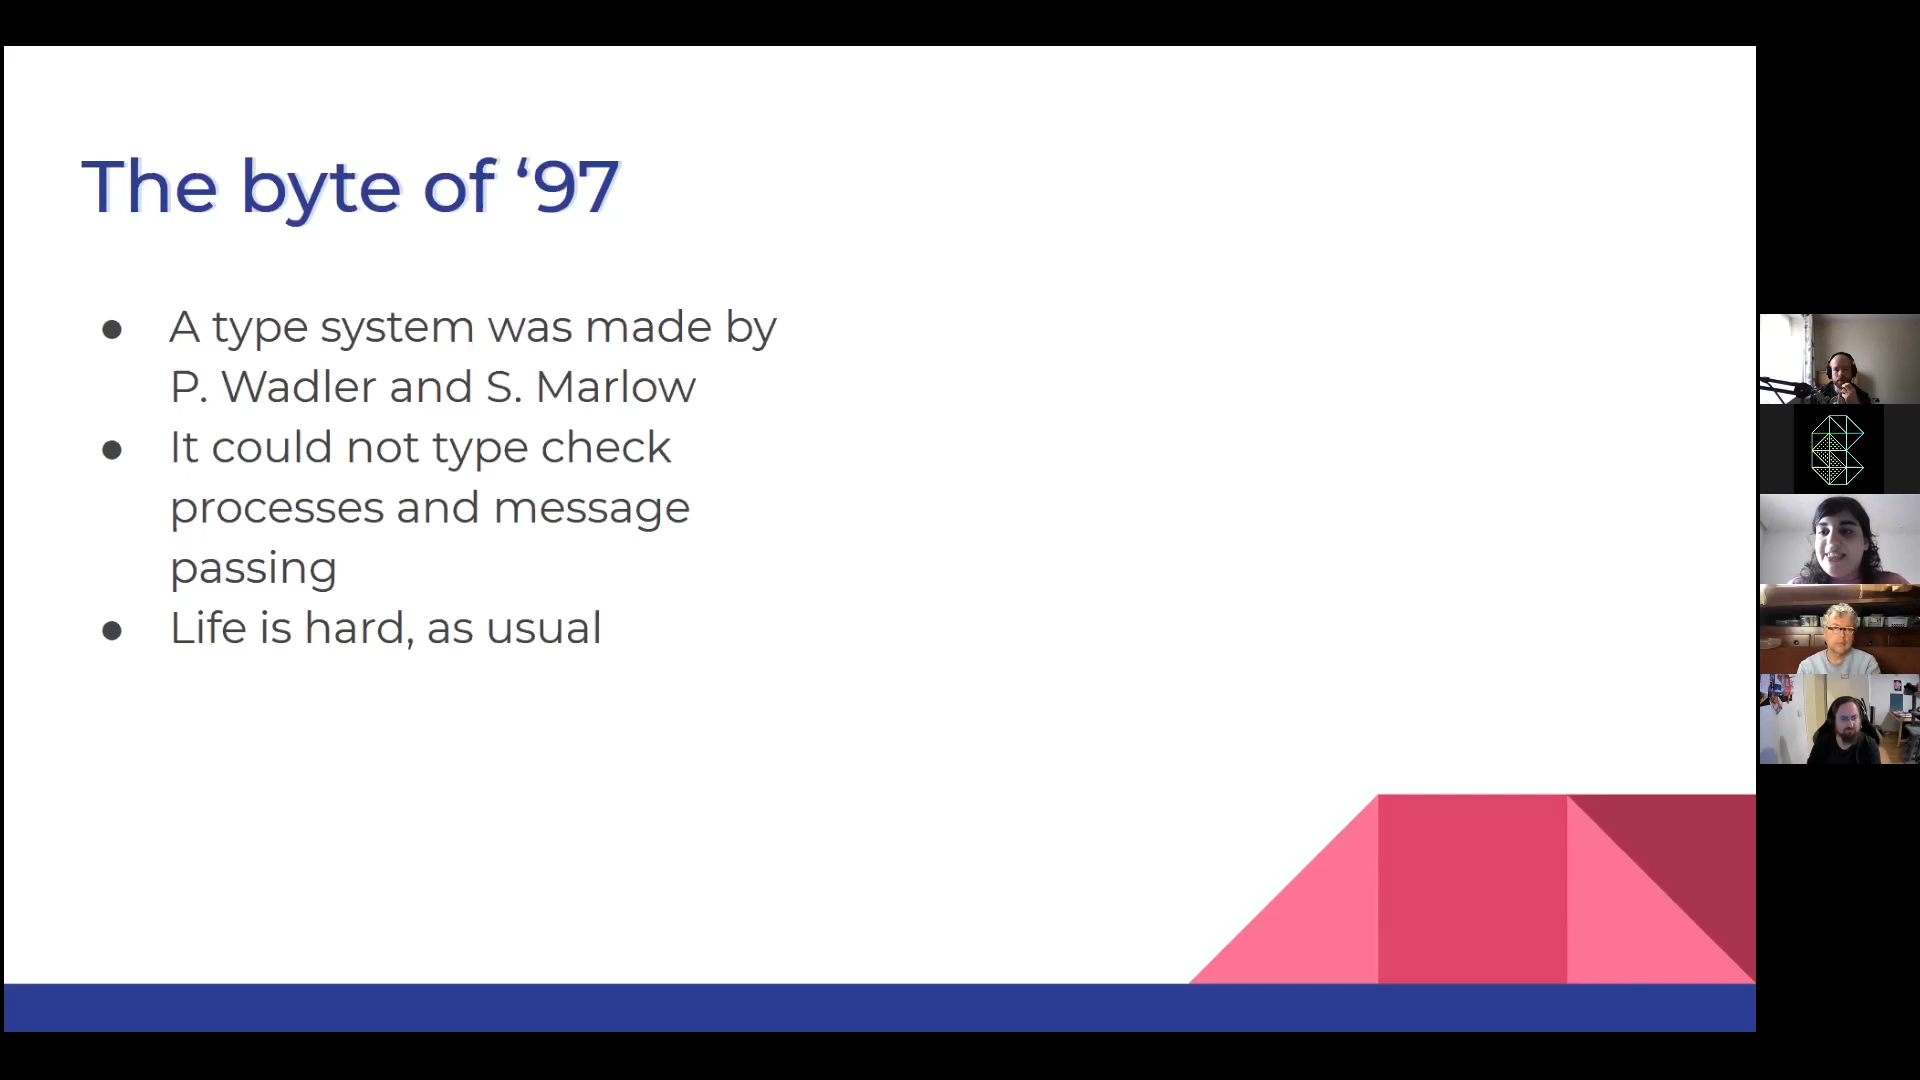 The byte of ‘97
● A type system was made by
P. Wadler and S. Marlow
● It could not type check
processes and message
passing
● Life is hard, as usual